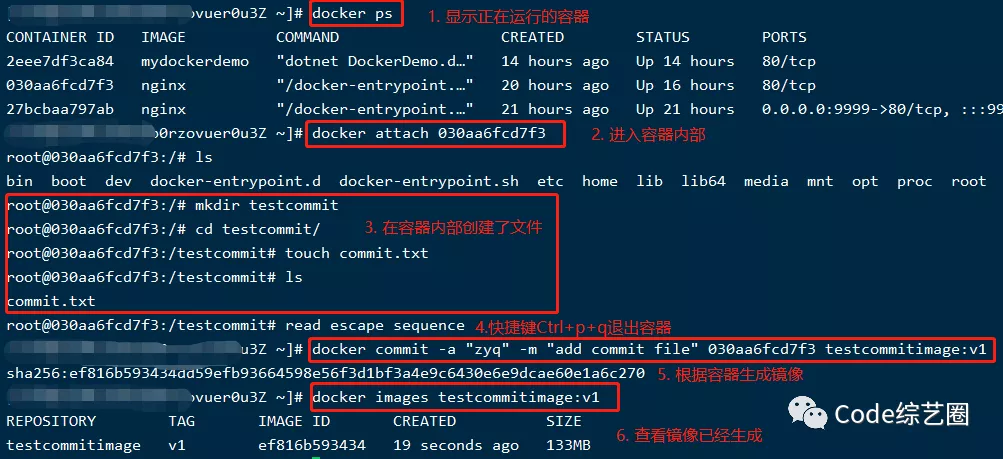 ovuer0u3Z ~]# docker ps 1. 显示正在运行的容器
CONTAINER ID IMAGE COMMAND CREATED STATUS PORTS
2eee7df3ca84 mydockerdemo "dotnet DockerDemo.d…" 14 hours ago Up 14 hours 80/tcp
030aa6fcd7f3 nginx "/docker-entrypoint.…" 20 hours ago Up 16 hours 80/tcp
27bcbaa797ab nginx "/docker-entrypoint.…" 21 hours ago Up 21 hours 0.0.0.0:9999->80/tcp, :::99
0rzovuer0u3Z ~]# docker attach 030aa6fcd7f3 2. 进入容器内部
root@030aa6fcd7f3:/# ls
bin boot dev docker-entrypoint.d docker-entrypoint.sh etc home lib lib64 media mnt opt proc root
root@030aa6fcd7f3:/# mkdir testcommit
root@030aa6fcd7f3:/# cd testcommit/ 3. 在容器内部创建了文件
root@030aa6fcd7f3:/testcommit# touch commit.txt
root@030aa6fcd7f3:/testcommit# ls
commit.txt
root@030aa6fcd7f3:/testcommit# read escape sequence 4.快捷键Ctrl+p+q退出容器
u3Z ~]# docker commit -a "zyq" -m "add commit file" 030aa6fcd7f3 testcommitimage:v1
sha256:ef816b593434dd59efb93664598e56f3d1bf3a4e9c6430e6e9dcae60e1a6c270 5. 根据容器生成镜像
0u3Z ~]# docker images testcommitimage:v1
REPOSITORY TAG IMAGE ID CREATED SIZE
testcommitimage v1 ef816b593434 19 seconds ago 133MB 6. 查看镜像已经生成
Code综艺圈